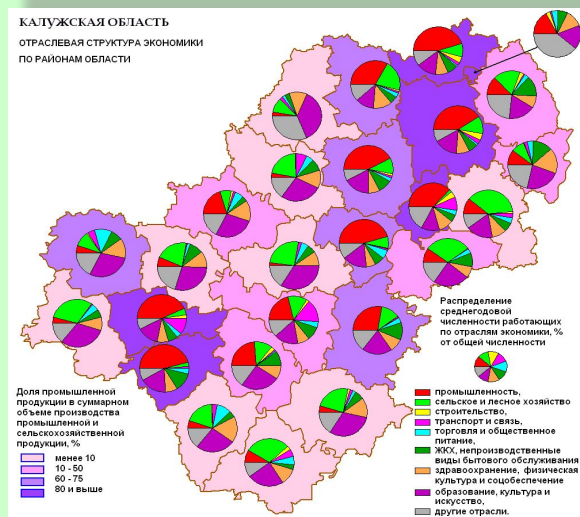 КАЛУЖСКАЯ ОБЛАСТЬ
ОТРАСЛЕВАЯ СТРУКТУРА ЭКОНОМИКИ
ПО РАЙОНАМ ОБЛАСТИ
Распределение
среднегодовой
численности работающих
по отраслям экономики, %
от общей численности
промышленность,
сельское и лесное хозяйство
строительство,
транспорт и связь,
торговля и общественное
питание,
ЖКХ, непроизводственные
виды бытового обслуживания
здравоохранение, физическая
культура и соцобеспечение
образование, культура и
искусство,
другие отрасли.
Доля промышленной
продукции в суммарном
объеме производства
промышленной и
сельскохозяйственной
продукции, %
менее 10
10 - 50
60 - 75
80 и выше